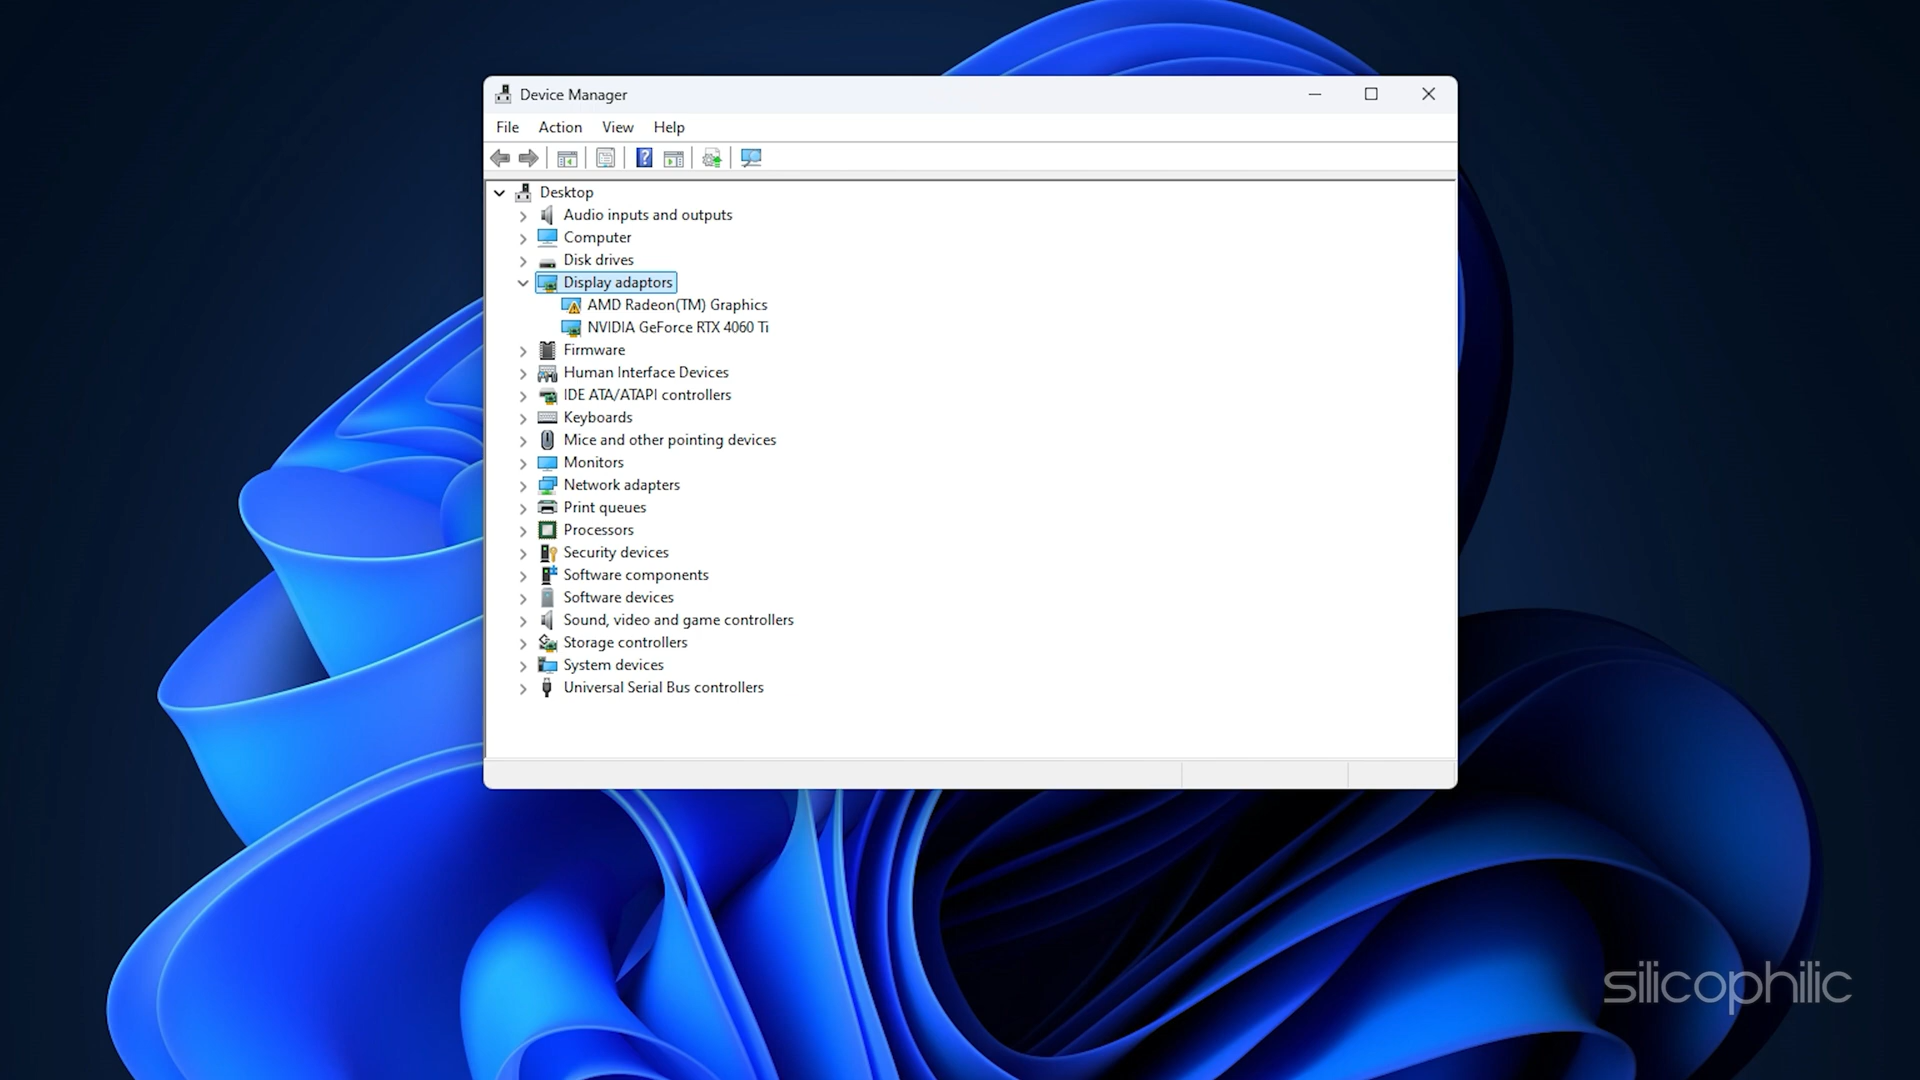 Device Manager
File Action View Help
Desktop
Audio inputs and outputs
Computer
Disk drives
Display adaptors
AMD Radeon(TM) Graphics
NVIDIA GeForce RTX 4060 Ti
Firmware
Human Interface Devices
IDE ATA/ATAPI controllers
Keyboards
Mice and other pointing devices
Monitors
Network adapters
Print queues
Processors
Security devices
Software components
Software devices
Sound, video and game controllers
Storage controllers
System devices
Universal Serial Bus controllers
silicophilic